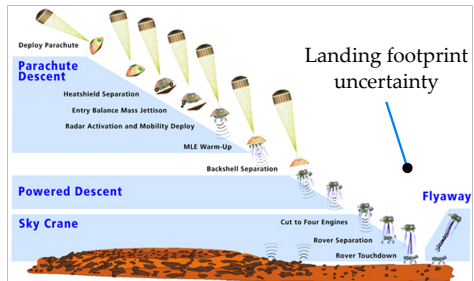 Deploy Parachute
Parachute
Descent
Landing footprint
uncertainty
Heatshield Separation
Entry Balance Mass Jettison
Radar Activation and Mobility Deploy
MLE Warm-Up
Backshell Separation
Powered Descent
Flyaway
Sky Crane
Cut to Four Engines
Rover Separation
Rover Touchdown